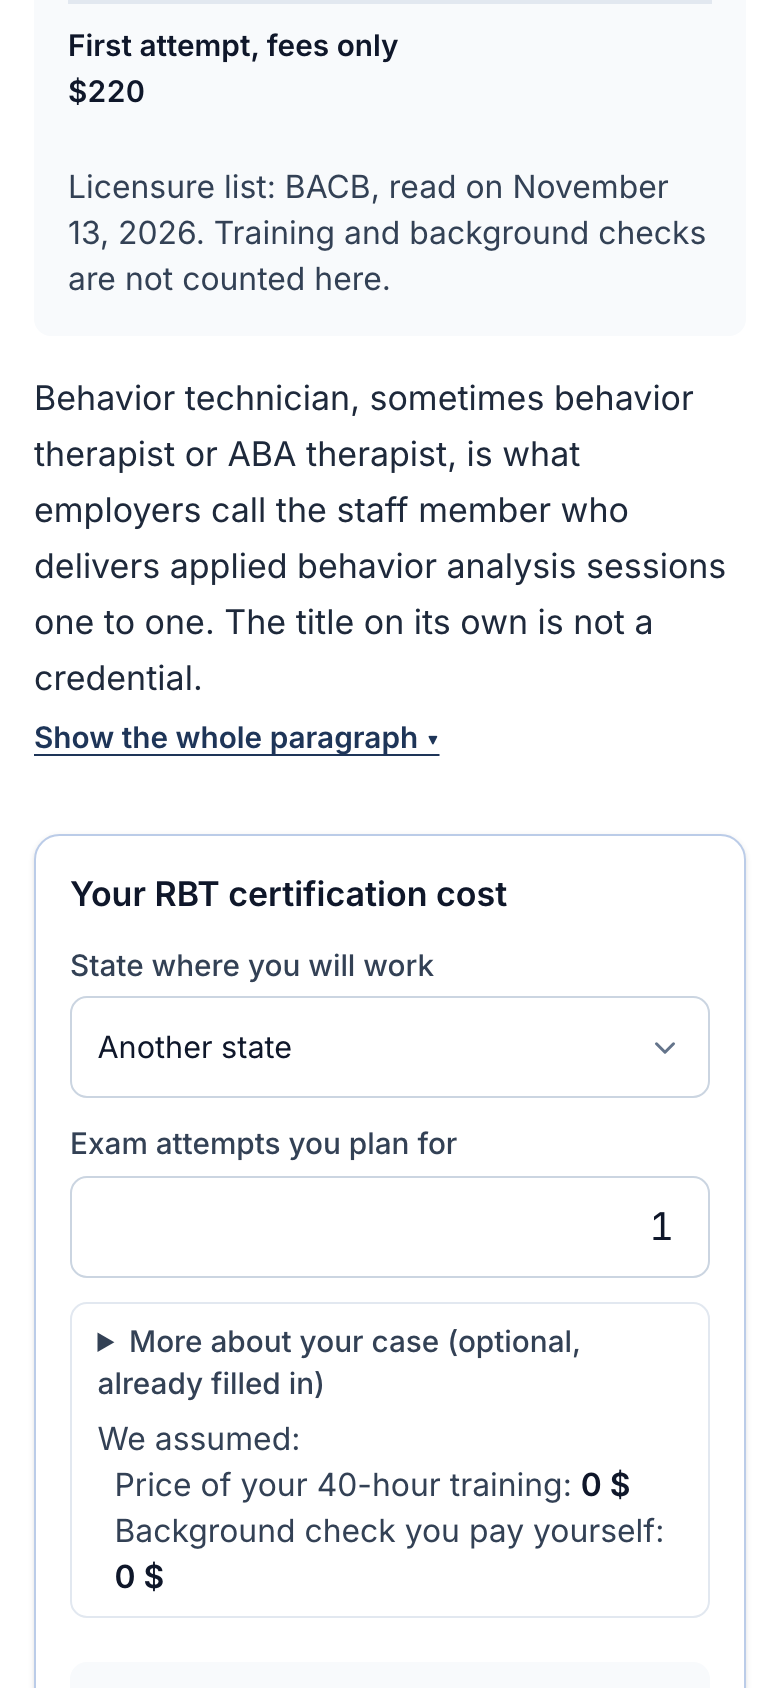 First attempt, fees only
$220
Licensure list: BACB, read on November
13, 2026. Training and background checks
are not counted here.
Behavior technician, sometimes behavior
therapist or ABA therapist, is what
employers call the staff member who
delivers applied behavior analysis sessions
one to one. The title on its own is not a
credential.
Show the whole paragraph ▾
Your RBT certification cost
State where you will work
Another state
Exam attempts you plan for
1
▶ More about your case (optional,
already filled in)
We assumed:
Price of your 40-hour training: 0 $
Background check you pay yourself:
0 $